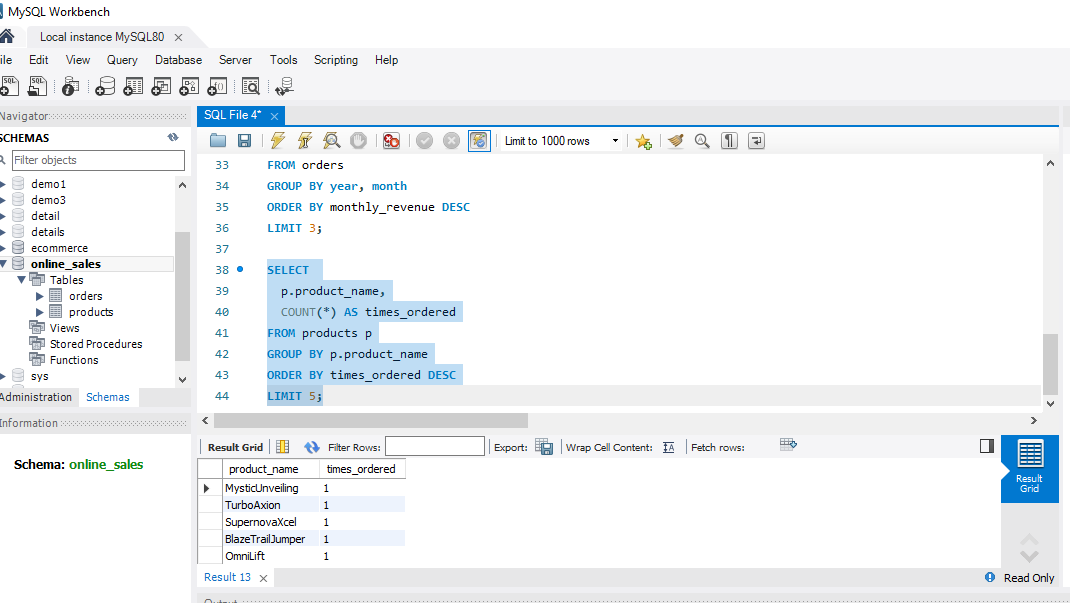 MySQL Workbench
Local instance MySQL80
ile Edit View Query Database Server Tools Scripting Help
Navigator
SCHEMAS
Filter objects
demo1
demo3
detail
details
ecommerce
online_sales
Tables
orders
products
Views
Stored Procedures
Functions
sys
Administration Schemas
Information
Schema: online_sales
SQL File 4*
Limit to 1000 rows
33 FROM orders
34 GROUP BY year, month
35 ORDER BY monthly_revenue DESC
36 LIMIT 3;
37
38 SELECT
39 p.product_name,
40 COUNT(*) AS times_ordered
41 FROM products p
42 GROUP BY p.product_name
43 ORDER BY times_ordered DESC
44 LIMIT 5;
Result Grid Filter Rows: Export: Wrap Cell Content: Fetch rows:
product_name times_ordered
MysticUnveiling 1
TurboAxion 1
SupernovaXcel 1
BlazeTrailJumper 1
OmniLift 1
Result
Grid
Result 13
Read Only
Output